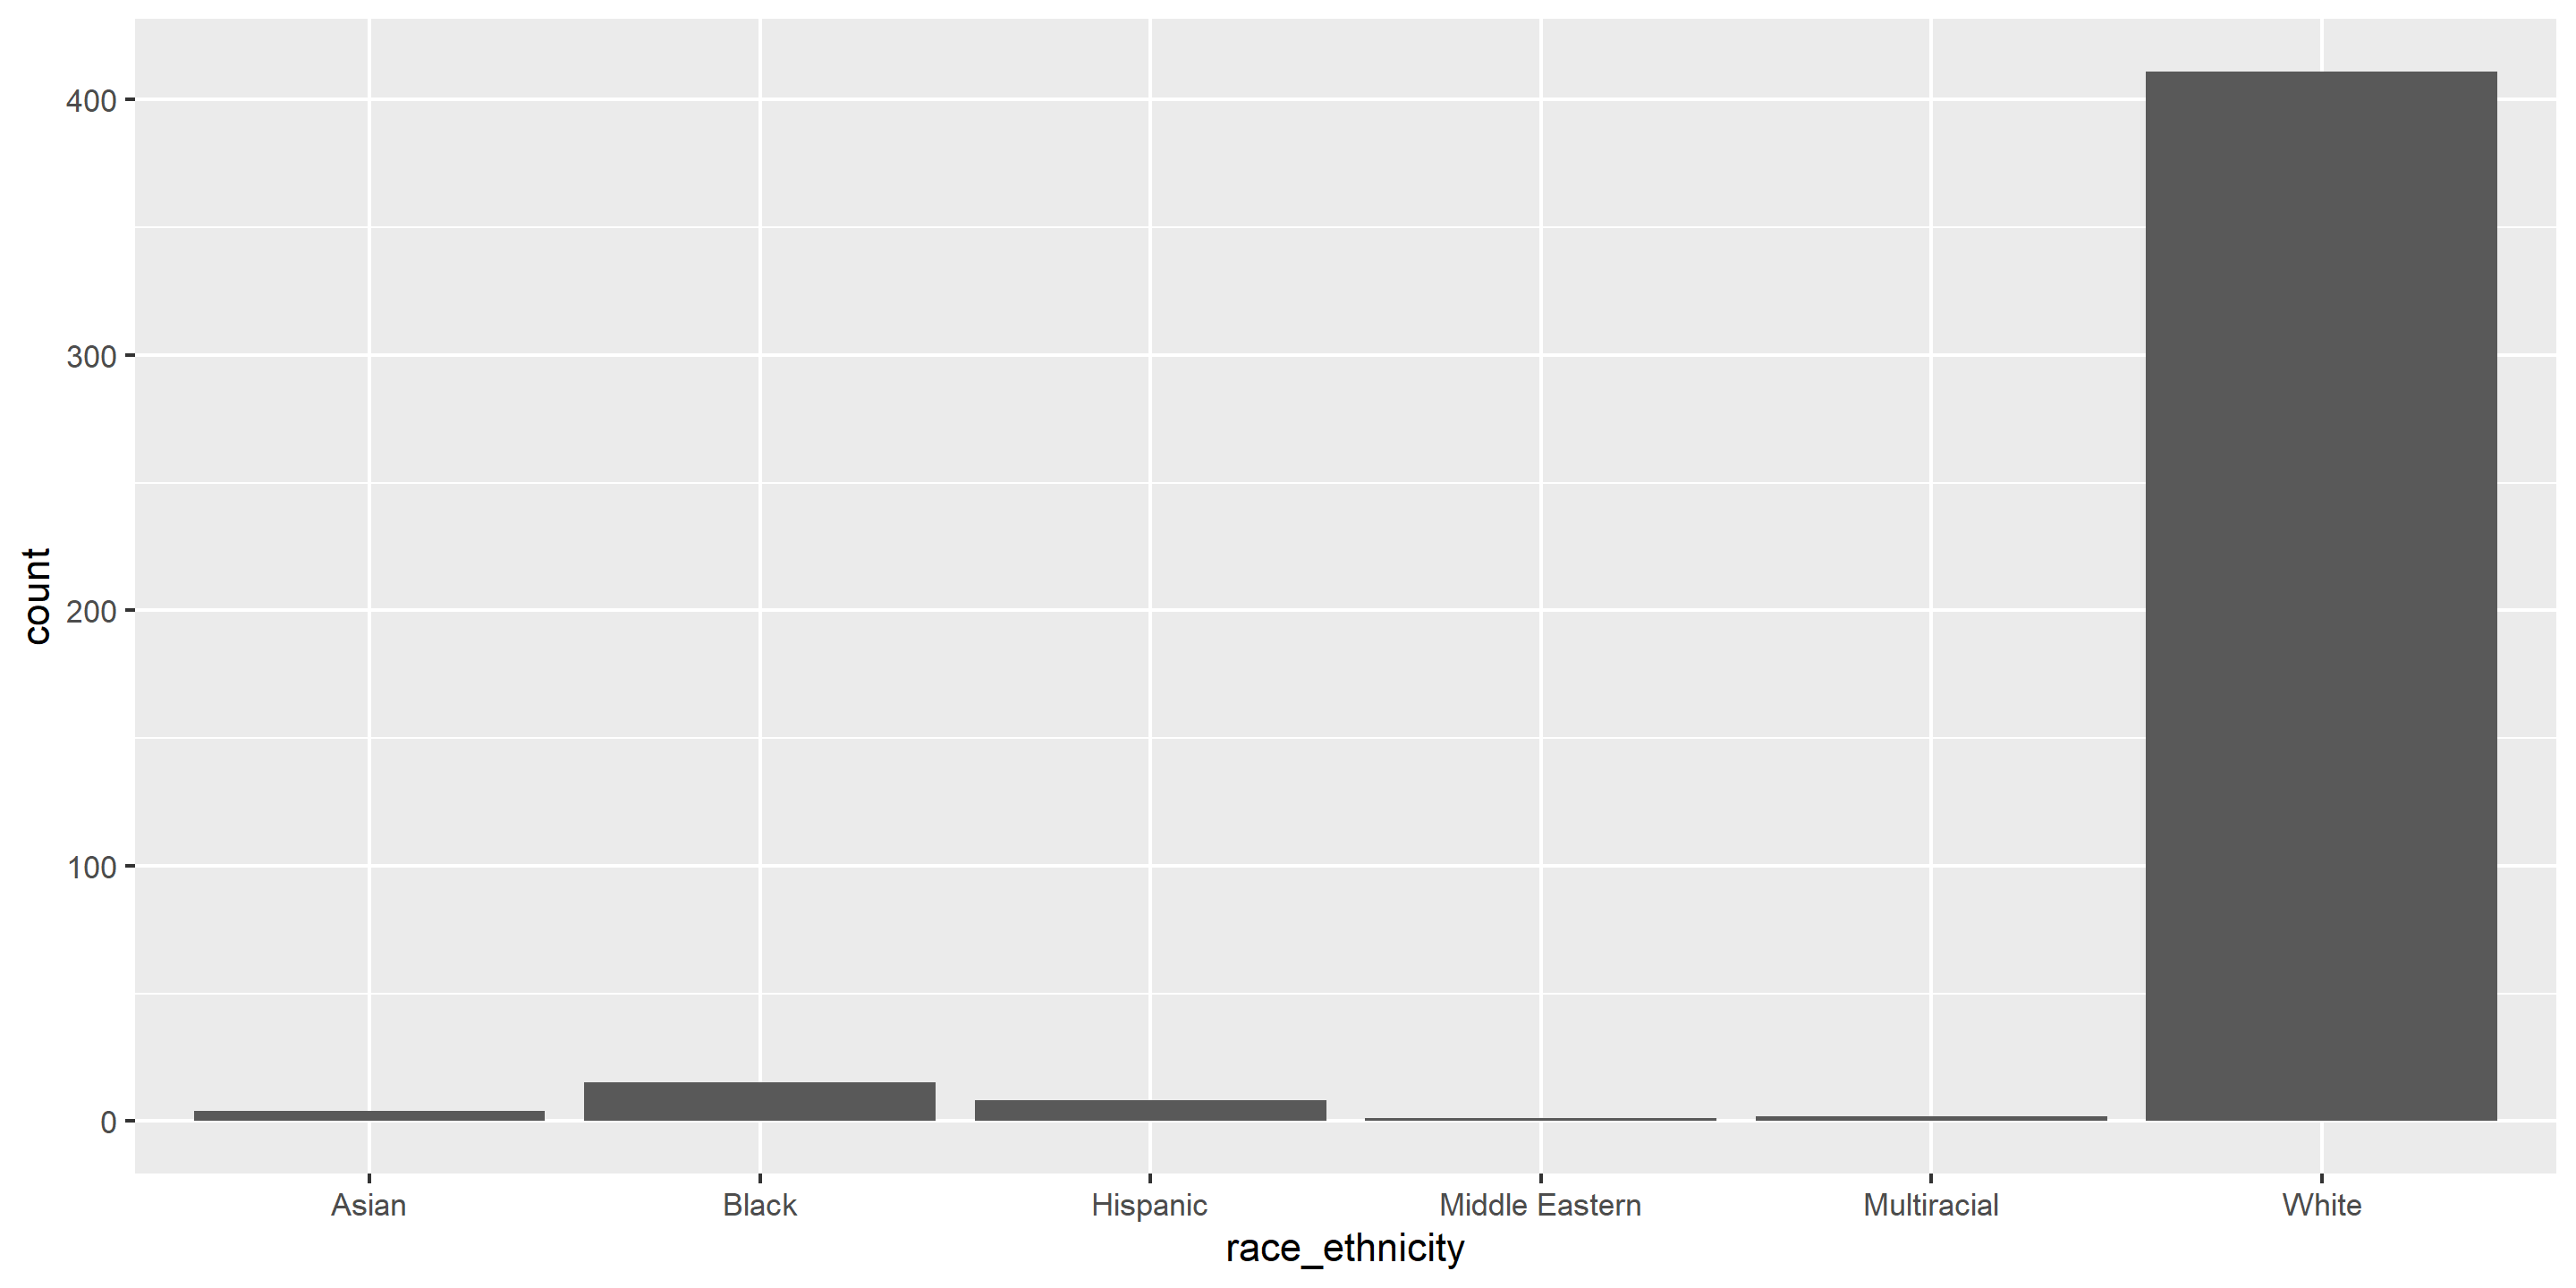 count
400
300
200
100
0
Asian Black Hispanic Middle Eastern Multiracial White
race_ethnicity